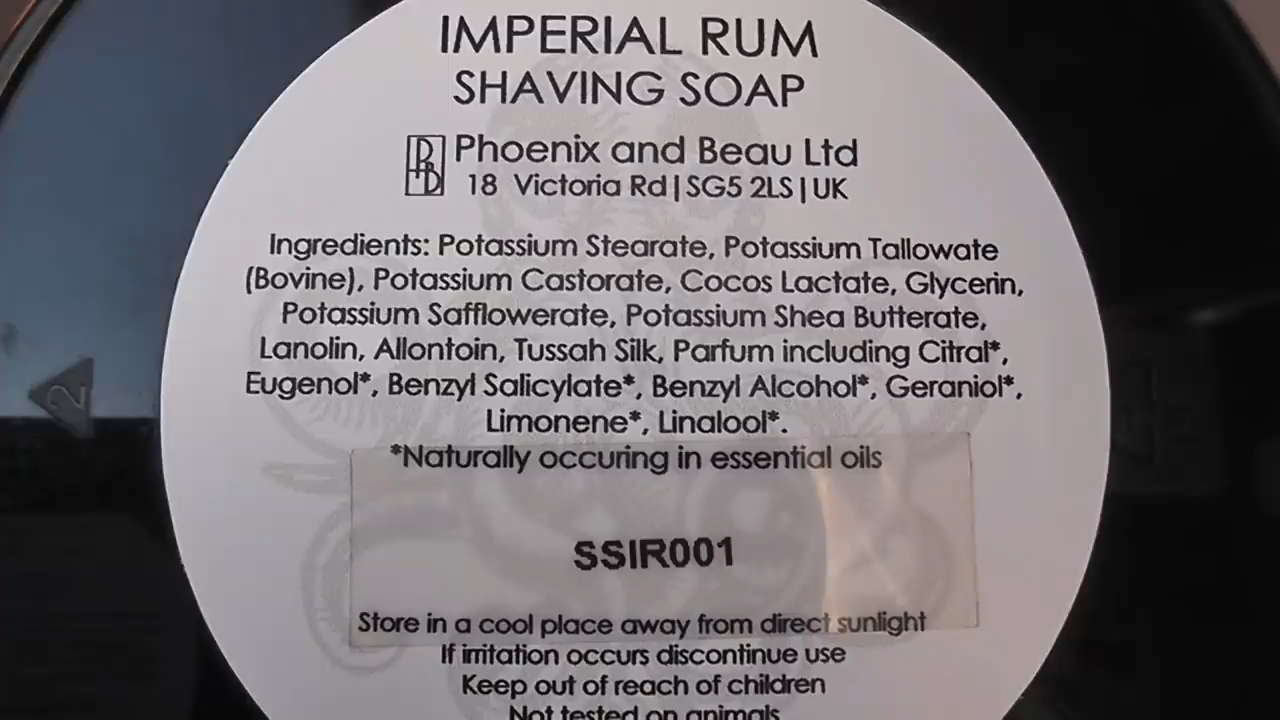 IMPERIAL RUM
SHAVING SOAP
PB Phoenix and Beau Ltd
18 Victoria Rd | SG5 2LS | UK
Ingredients: Potassium Stearate, Potassium Tallowate
(Bovine), Potassium Castorate, Cocos Lactate, Glycerin,
Potassium Safflowerate, Potassium Shea Butterate,
Lanolin, Allontoin, Tussah Silk, Parfum including Citral*,
Eugenol*, Benzyl Salicylate*, Benzyl Alcohol*, Geraniol*,
Limonene*, Linalool*.
*Naturally occuring in essential oils
SSIR001
Store in a cool place away from direct sunlight
If irritation occurs discontinue use
Keep out of reach of children
Not tested on animals
2